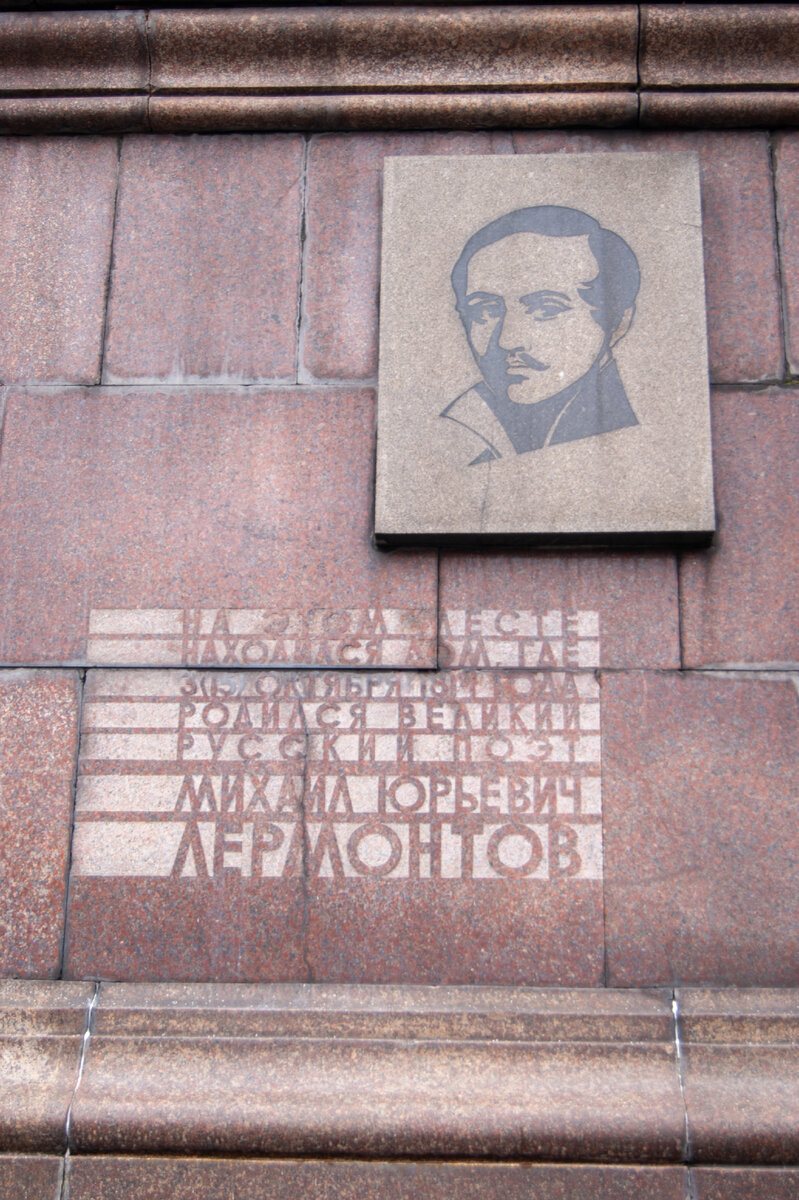 НА ЭТОМ МЕСТЕ
НАХОДИЛСЯ ДОМ, ГДЕ
3(15) ОКТЯБРЯ 1814 ГОДА
РОДИЛСЯ ВЕЛИКИЙ
РУССКИЙ ПОЭТ
МИХАИЛ ЮРЬЕВИЧ
ЛЕРМОНТОВ